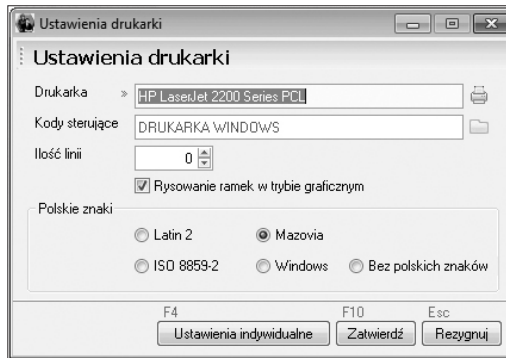 Ustawienia drukarki
Ustawienia drukarki
Drukarka » HP LaserJet 2200 Series PCL
Kody sterujące DRUKARKA WINDOWS
Ilość linii 0
Rysowanie ramek w trybie graficznym
Polskie znaki
Latin 2 Mazovia
ISO 8859-2 Windows Bez polskich znaków
F4 F10 Esc
Ustawienia indywidualne Zatwierdź Rezygnuj